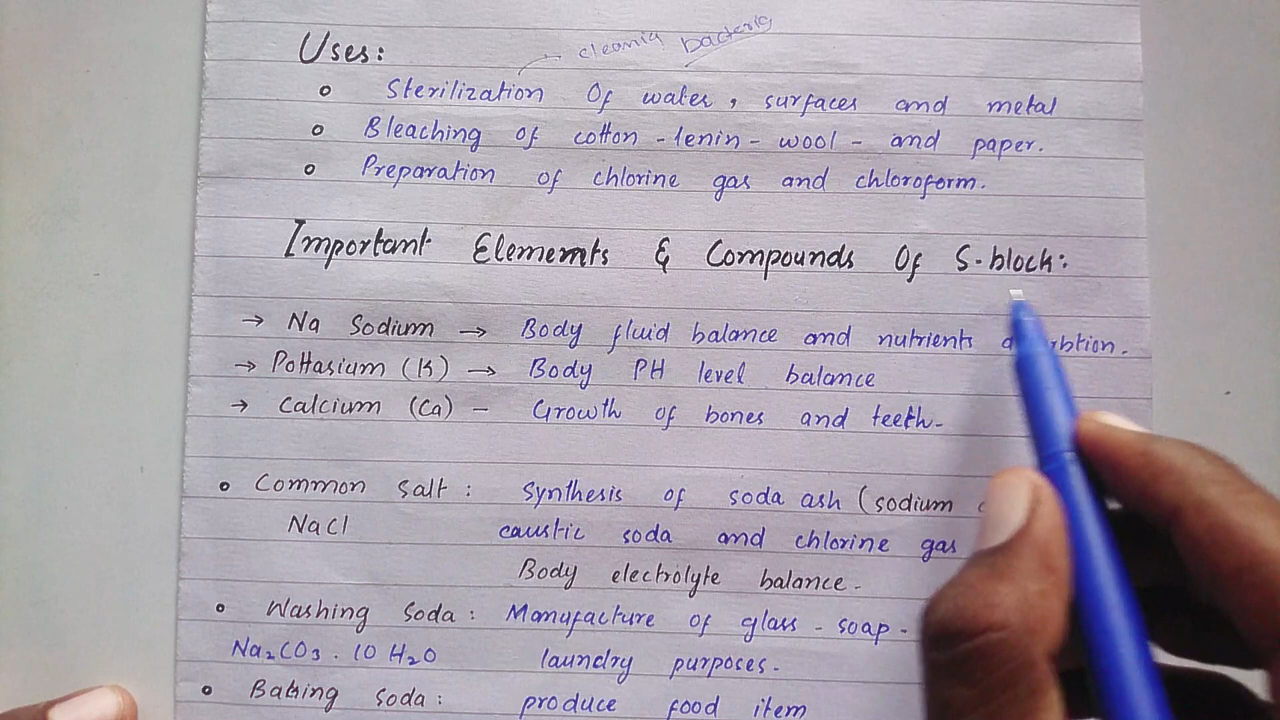 Uses:
cleaning bacteria
• Sterilization Of water, surfaces and metal
• Bleaching of cotton - lenin - wool - and paper.
• Preparation of chlorine gas and chloroform.
Important Elements & Compounds Of S-block:
→ Na Sodium → Body fluid balance and nutrients
→ Pottasium (K) → Body PH level balance
→ Calcium (Ca) - Growth of bones and teeth-
• Common salt: Synthesis of soda ash (sodium
NaCl caustic soda and chlorine gas
Body electrolyte balance-
• Washing soda: Manufacture of glass - soap -
Na₂CO₃ . 10 H₂O laundry purposes-
• Baking soda: produce food item